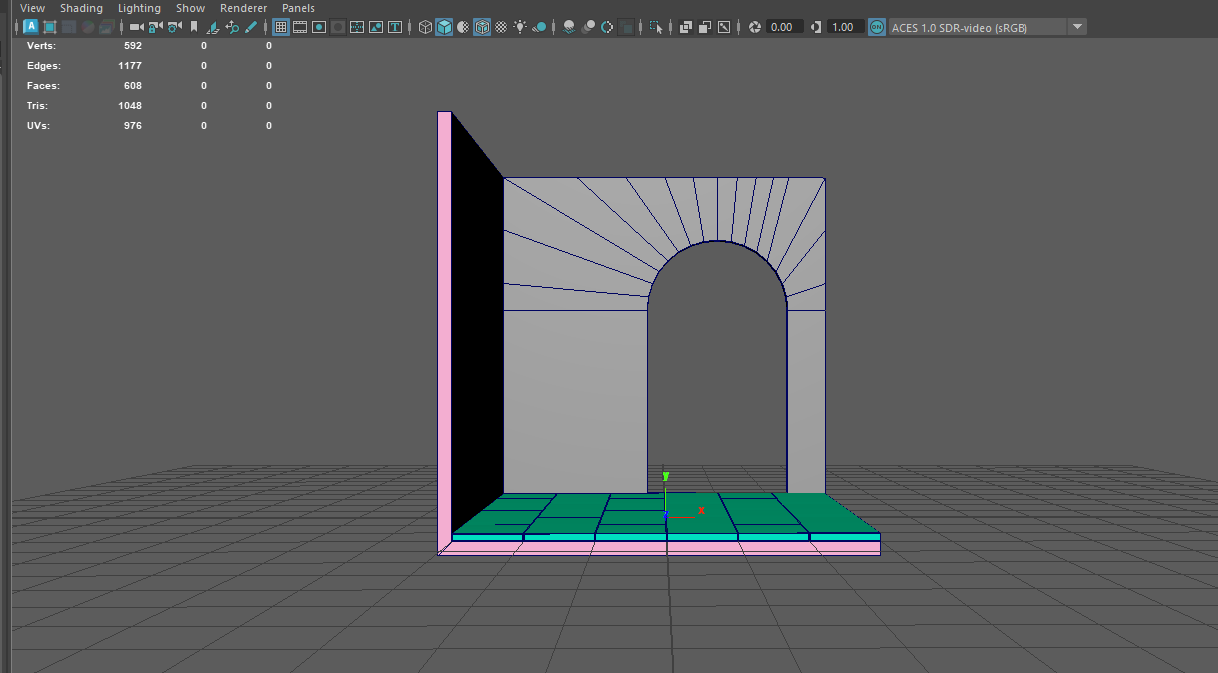 View Shading Lighting Show Renderer Panels
A T 0.00 1.00 ON ACES 1.0 SDR-video (sRGB)
Verts: 592 0 0
Edges: 1177 0 0
Faces: 608 0 0
Tris: 1048 0 0
UVs: 976 0 0
y
z x